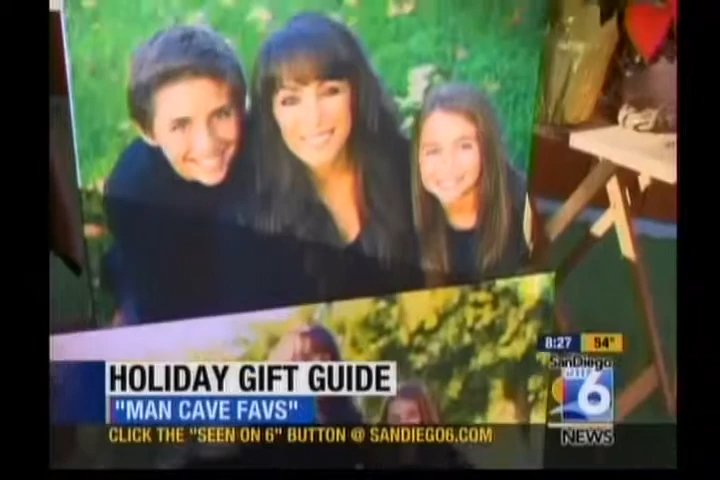 8:27 54°
SanDiego
6
NEWS
HOLIDAY GIFT GUIDE
"MAN CAVE FAVS"
CLICK THE "SEEN ON 6" BUTTON @ SANDIEGO6.COM